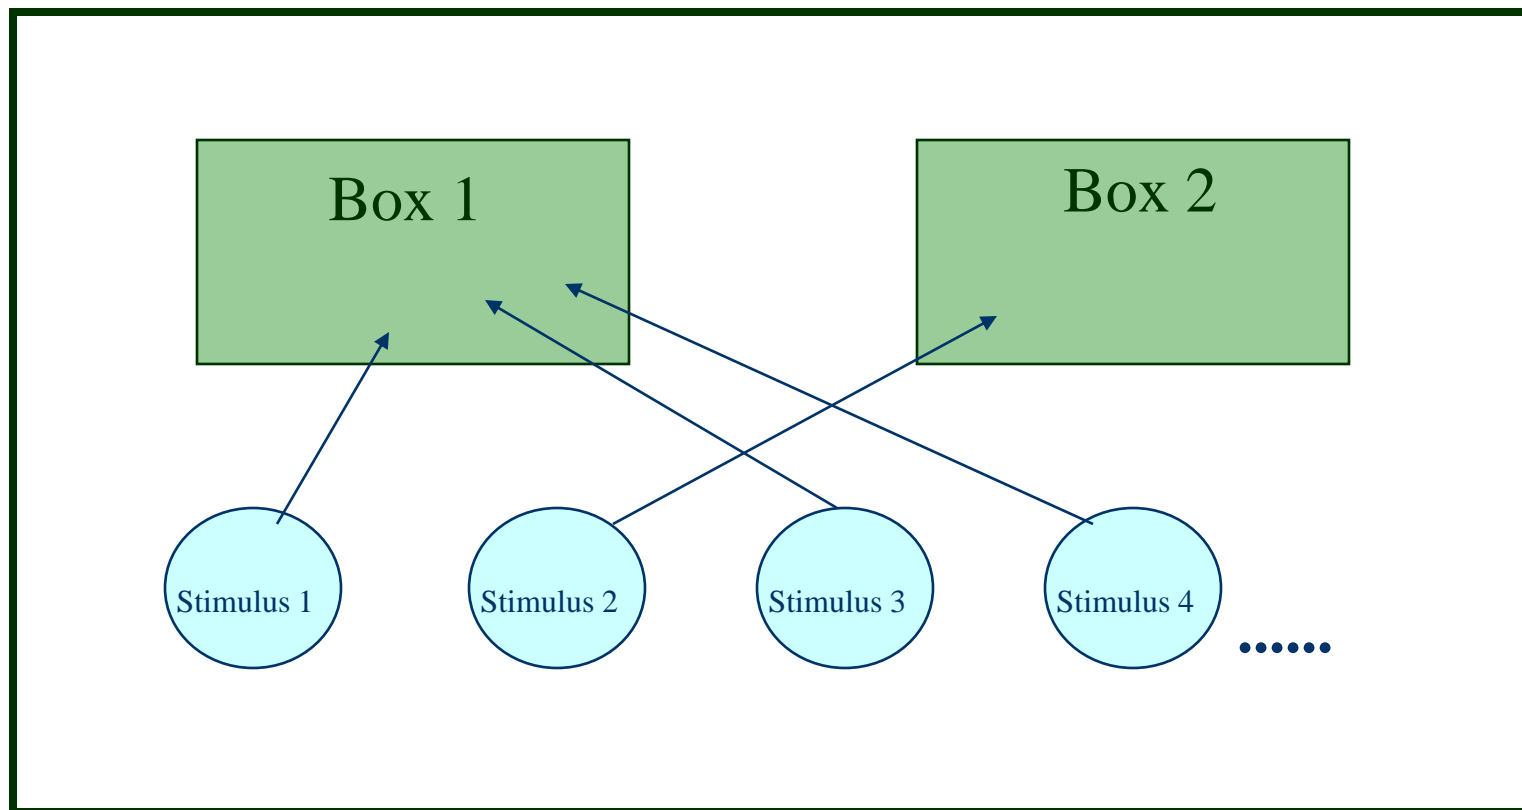 Box 1
Box 2
Stimulus 1
Stimulus 2
Stimulus 3
Stimulus 4
......